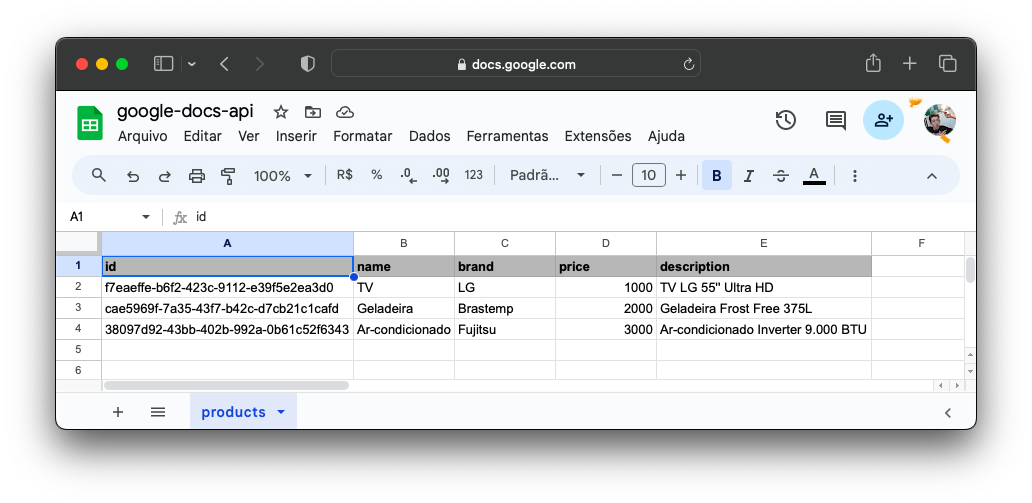 docs.google.com
google-docs-api
Arquivo Editar Ver Inserir Formatar Dados Ferramentas Extensões Ajuda
100% R$ % .0 .00 123 Padrã... 10 B I S A
A1 fx id
A B C D E F
1 id name brand price description
2 f7eaeffe-b6f2-423c-9112-e39f5e2ea3d0 TV LG 1000 TV LG 55" Ultra HD
3 cae5969f-7a35-43f7-b42c-d7cb21c1cafd Geladeira Brastemp 2000 Geladeira Frost Free 375L
4 38097d92-43bb-402b-992a-0b61c52f6343 Ar-condicionado Fujitsu 3000 Ar-condicionado Inverter 9.000 BTU
5
6
products